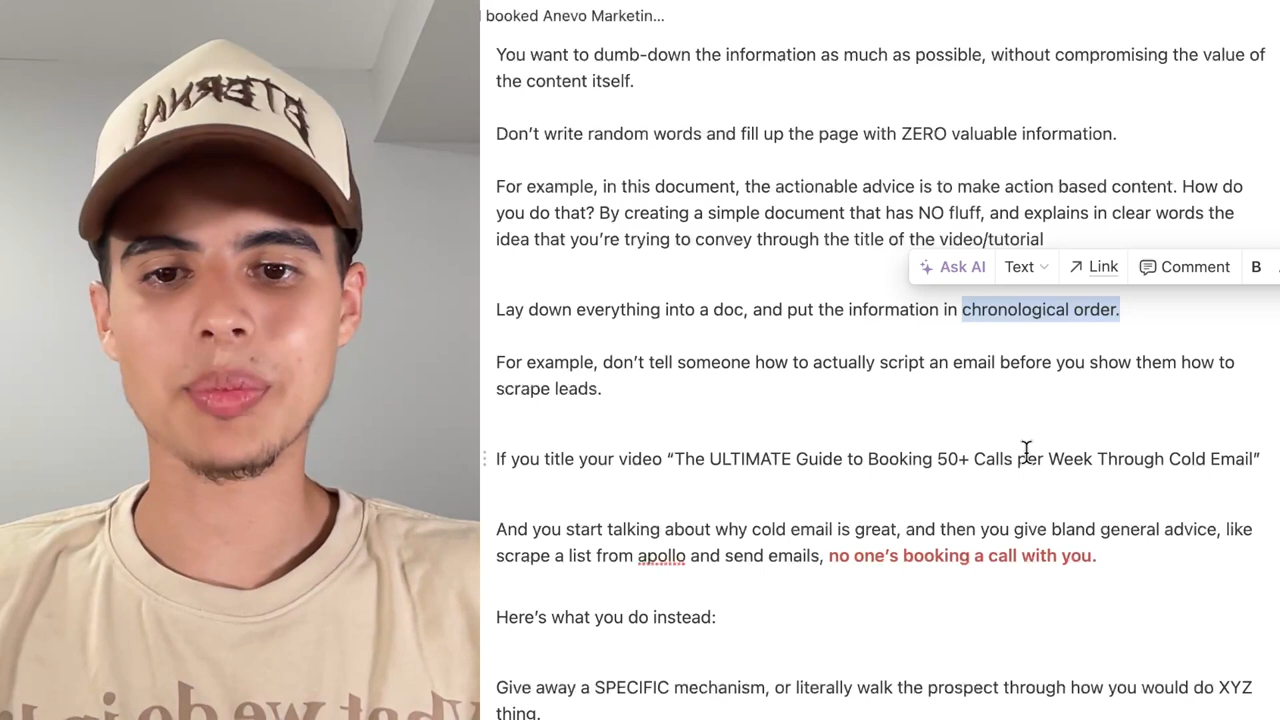 booked Anevo Marketin...
You want to dumb-down the information as much as possible, without compromising the value of
the content itself.
Don’t write random words and fill up the page with ZERO valuable information.
For example, in this document, the actionable advice is to make action based content. How do
you do that? By creating a simple document that has NO fluff, and explains in clear words the
idea that you’re trying to convey through the title of the video/tutorial
Ask AI Text Link Comment B
Lay down everything into a doc, and put the information in chronological order.
For example, don’t tell someone how to actually script an email before you show them how to
scrape leads.
If you title your video “The ULTIMATE Guide to Booking 50+ Calls per Week Through Cold Email”
And you start talking about why cold email is great, and then you give bland general advice, like
scrape a list from apollo and send emails, no one’s booking a call with you.
Here’s what you do instead:
Give away a SPECIFIC mechanism, or literally walk the prospect through how you would do XYZ
thing.
ETERNAL
what we do in